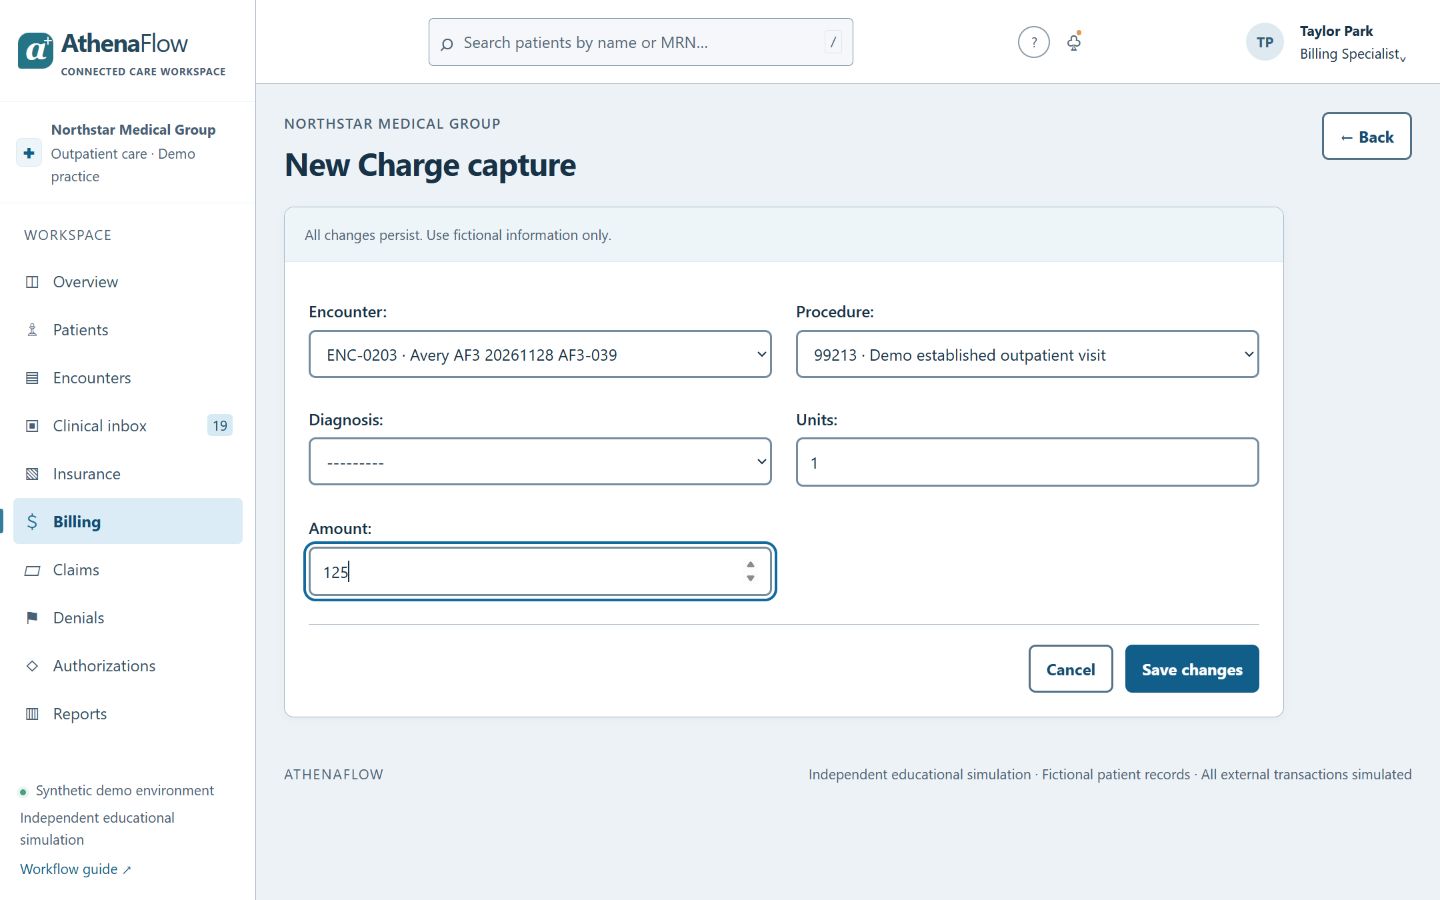 a+
AthenaFlow
CONNECTED CARE WORKSPACE
Search patients by name or MRN...
/
?
TP
Taylor Park
Billing Specialist
Northstar Medical Group
Outpatient care · Demo
practice
WORKSPACE
Overview
Patients
Encounters
Clinical inbox
19
Insurance
$ Billing
Claims
Denials
Authorizations
Reports
Synthetic demo environment
Independent educational
simulation
Workflow guide ↗
NORTHSTAR MEDICAL GROUP
New Charge capture
← Back
All changes persist. Use fictional information only.
Encounter:
ENC-0203 · Avery AF3 20261128 AF3-039
Procedure:
99213 · Demo established outpatient visit
Diagnosis:
---------
Units:
1
Amount:
125
Cancel
Save changes
ATHENAFLOW
Independent educational simulation · Fictional patient records · All external transactions simulated